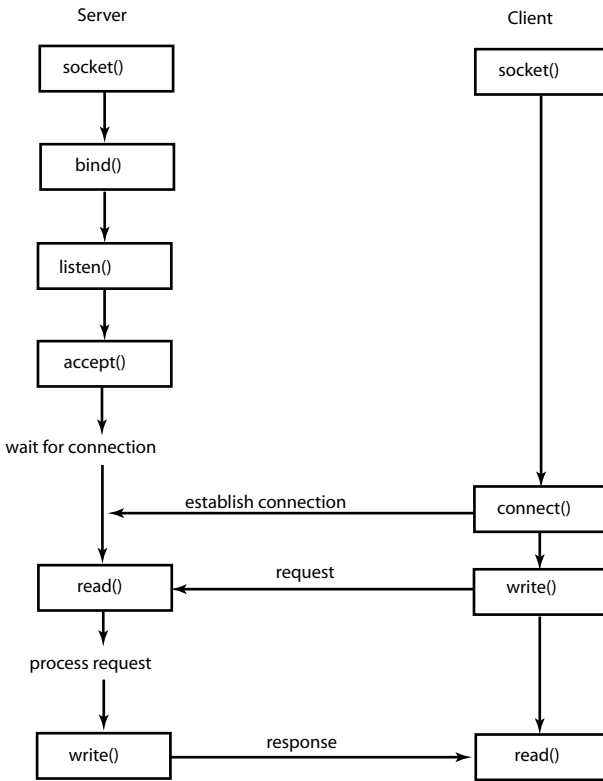 Server
Client
socket()
socket()
bind()
listen()
accept()
wait for connection
establish connection
connect()
read()
request
write()
process request
write()
response
read()